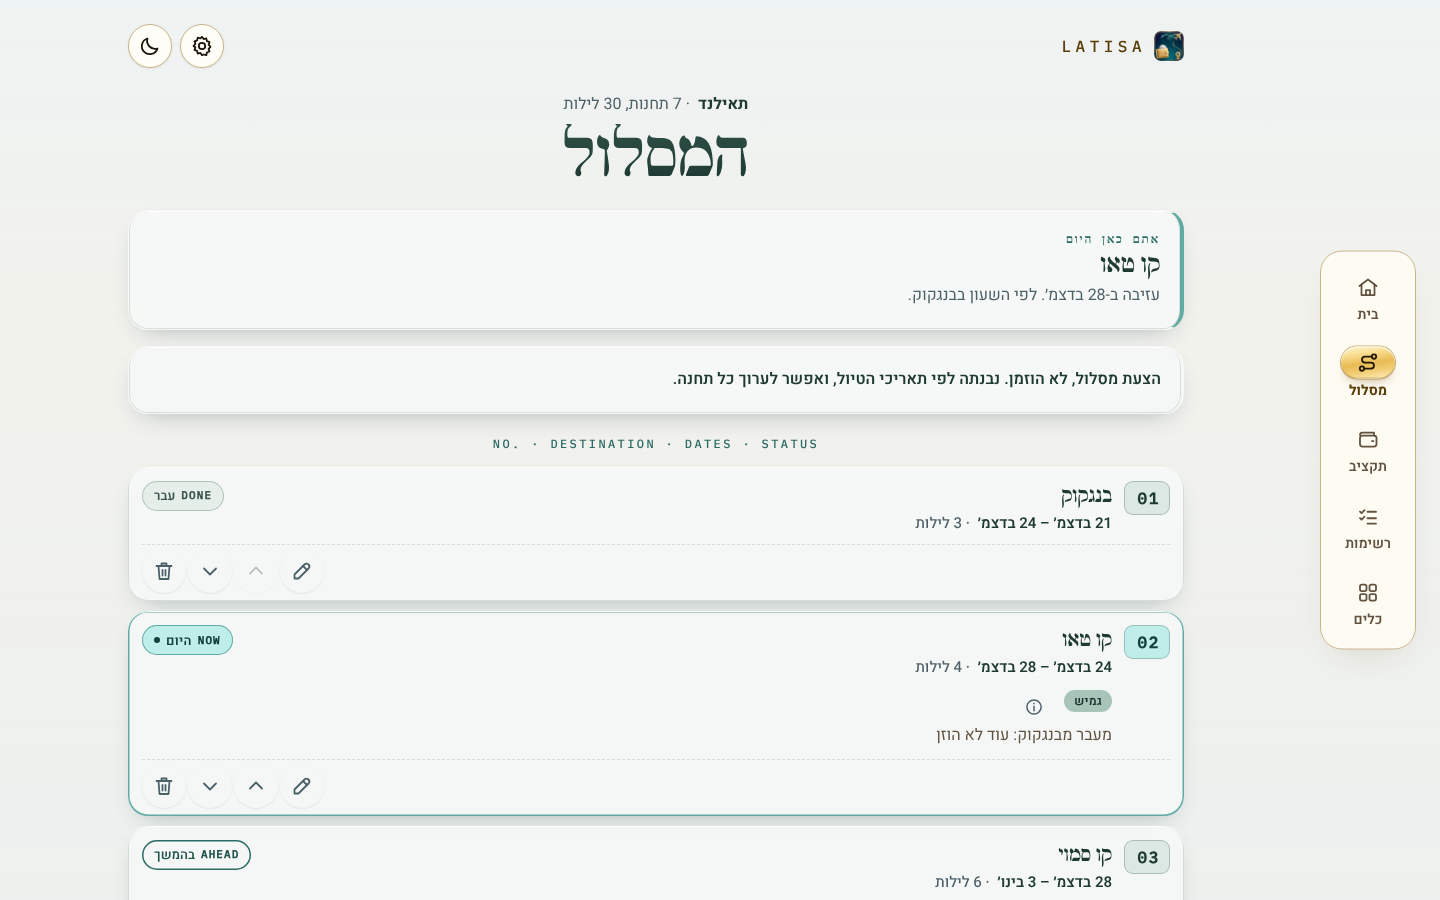 LATISA
תאילנד · 7 תחנות, 30 לילות
המסלול
אתם כאן היום
קו טאו
עזיבה ב-28 בדצמ׳. לפי השעון בבנגקוק.
הצעת מסלול, לא הוזמן. נבנתה לפי תאריכי הטיול, ואפשר לערוך כל תחנה.
NO. · DESTINATION · DATES · STATUS
01
בנגקוק
DONE עבר
21 בדצמ׳ – 24 בדצמ׳ · 3 לילות
02
קו טאו
NOW היום
24 בדצמ׳ – 28 בדצמ׳ · 4 לילות
גמיש
מעבר מבנגקוק: עוד לא הוזן
03
קו סמוי
AHEAD בהמשך
28 בדצמ׳ – 3 בינו׳ · 6 לילות
בית
מסלול
תקציב
רשימות
כלים